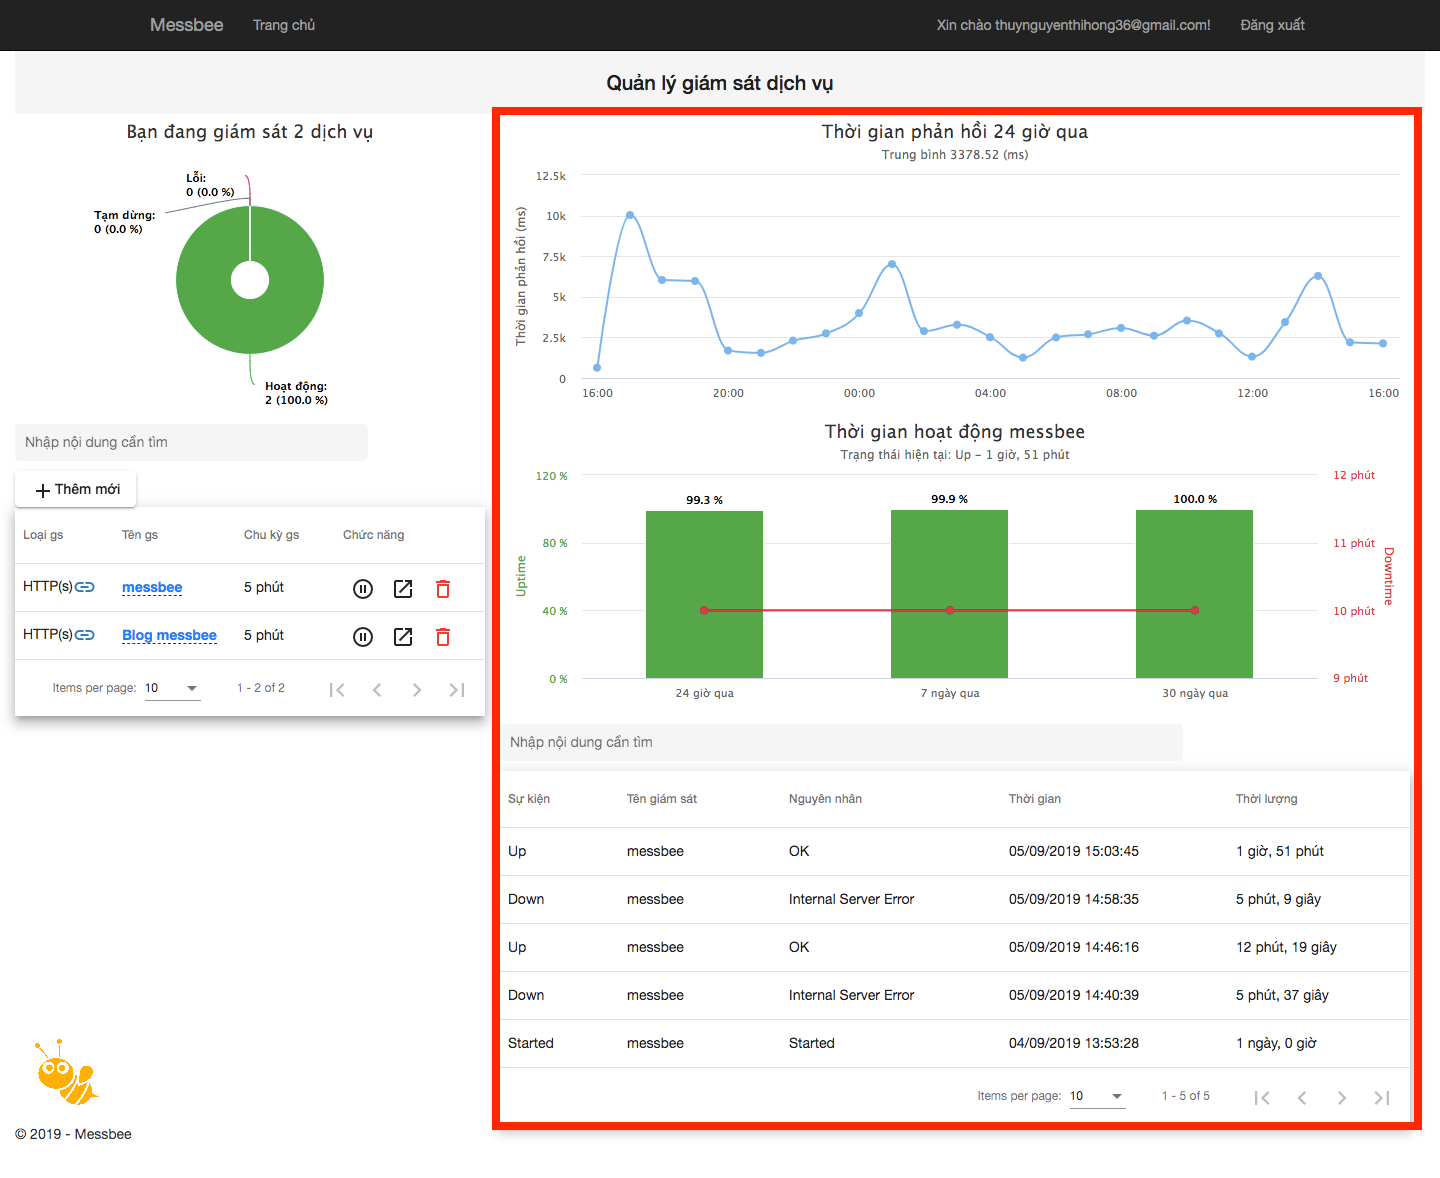 Messbee Trang chủ Xin chào thuynguyenthihong36@gmail.com! Đăng xuất
Quản lý giám sát dịch vụ
Bạn đang giám sát 2 dịch vụ
Lỗi:
0 (0.0 %)
Tạm dừng:
0 (0.0 %)
Hoạt động:
2 (100.0 %)
Nhập nội dung cần tìm
Thêm mới
Loại gs Tên gs Chu kỳ gs Chức năng
HTTP(s) messbee 5 phút
HTTP(s) Blog messbee 5 phút
Items per page: 10 1 - 2 of 2
Thời gian phản hồi 24 giờ qua
Trung bình 3378.52 (ms)
Thời gian phản hồi (ms)
12.5k
10k
7.5k
5k
2.5k
0
16:00 20:00 00:00 04:00 08:00 12:00 16:00
Thời gian hoạt động messbee
Trạng thái hiện tại: Up – 1 giờ, 51 phút
Uptime
120 %
80 %
40 %
0 %
99.3 % 99.9 % 100.0 %
12 phút
11 phút
10 phút
9 phút
Downtime
24 giờ qua 7 ngày qua 30 ngày qua
Nhập nội dung cần tìm
Sự kiện Tên giám sát Nguyên nhân Thời gian Thời lượng
Up messbee OK 05/09/2019 15:03:45 1 giờ, 51 phút
Down messbee Internal Server Error 05/09/2019 14:58:35 5 phút, 9 giây
Up messbee OK 05/09/2019 14:46:16 12 phút, 19 giây
Down messbee Internal Server Error 05/09/2019 14:40:39 5 phút, 37 giây
Started messbee Started 04/09/2019 13:53:28 1 ngày, 0 giờ
Items per page: 10 1 - 5 of 5
© 2019 - Messbee